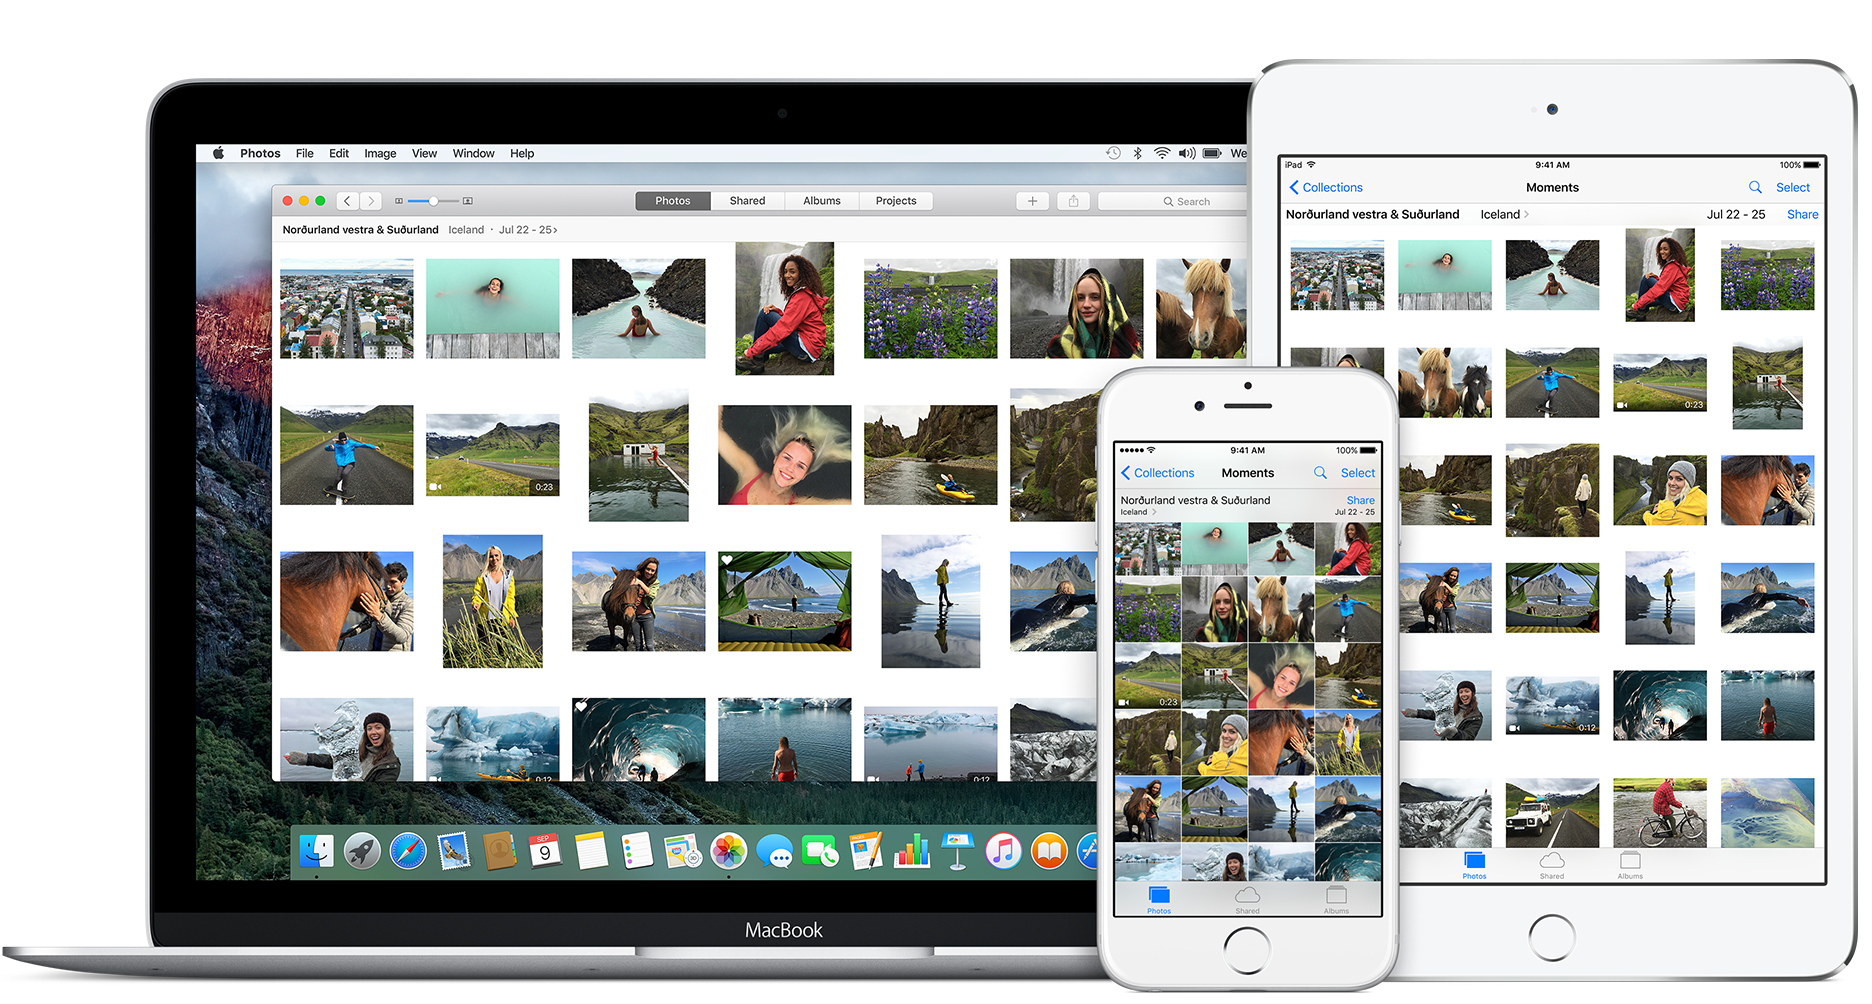 Photos File Edit Image View Window Help We
Photos Shared Albums Projects Search
Norðurland vestra & Suðurland Iceland · Jul 22 - 25 ›
0:23
0:12
0:12
SEP
9
MacBook
9:41 AM 100%
Collections Moments Select
Norðurland vestra & Suðurland Share
Iceland › Jul 22 - 25
0:23
Photos Shared Albums
iPad 9:41 AM 100%
Collections Moments Select
Norðurland vestra & Suðurland Iceland › Jul 22 - 25 Share
0:23
0:12
Photos Shared Albums